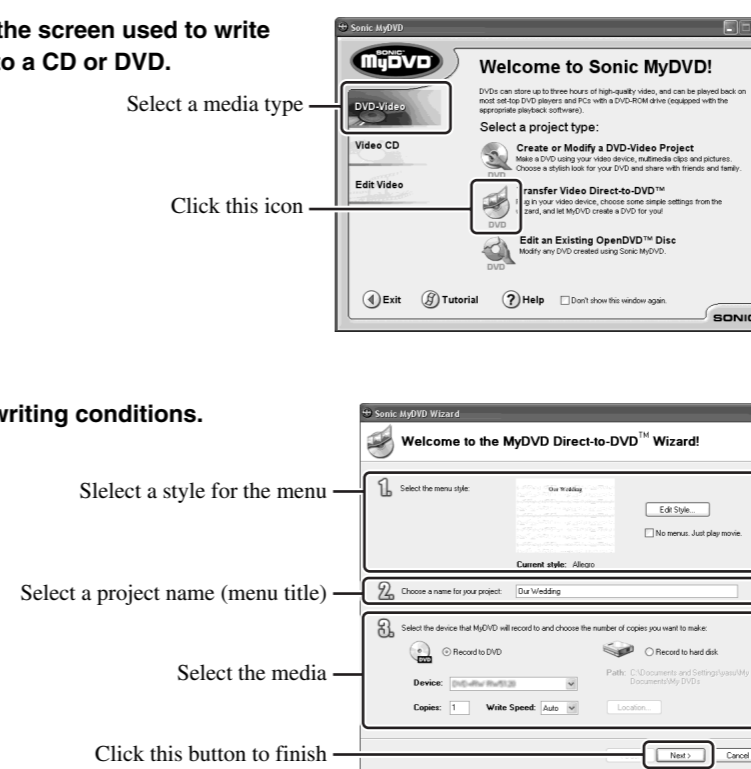 the screen used to write
to a CD or DVD.
Select a media type
Click this icon
Sonic MyDVD
SONIC
MyDVD
DVD-Video
Video CD
Edit Video
Welcome to Sonic MyDVD!
DVDs can store up to three hours of high-quality video, and can be played back on
most set-top DVD players and PCs with a DVD-ROM drive (equipped with the
appropriate playback software).
Select a project type:
Create or Modify a DVD-Video Project
Make a DVD using your video device, multimedia clips and pictures.
Choose a stylish look for your DVD and share with friends and family.
DVD
ransfer Video Direct-to-DVD™
ug in your video device, choose some simple settings from the
zard, and let MyDVD create a DVD for you!
DVD
Edit an Existing OpenDVD™ Disc
Modify any DVD created using Sonic MyDVD.
DVD
Exit
Tutorial
Help
Don't show this window again.
SONIC
writing conditions.
Slelect a style for the menu
Select a project name (menu title)
Select the media
Click this button to finish
Sonic MyDVD Wizard
Welcome to the MyDVD Direct-to-DVD™ Wizard!
1. Select the menu style:
Our Wedding
Edit Style...
No menus. Just play movie.
Current style: Allegro
2. Choose a name for your project: Our Wedding
3. Select the device that MyDVD will record to and choose the number of copies you want to make:
DVD
Record to DVD
Record to hard disk
Path: C:\Documents and Settings\yasu\My
Documents\My DVDs
Device:
Copies: 1 Write Speed: Auto
Location...
Next >
Cancel